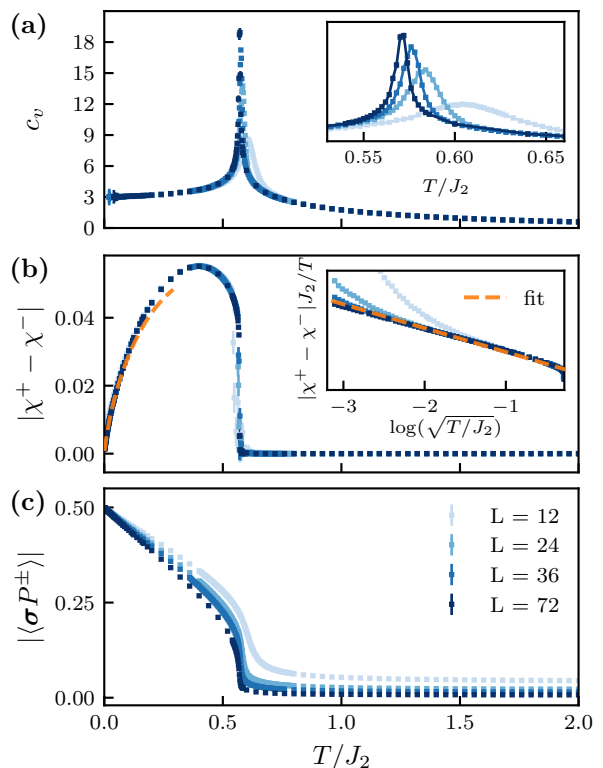 (a)
18
15
12
9
6
3
0
c_v
0.55 0.60 0.65
T/J_2
(b)
0.04
0.02
0.00
|χ^+ − χ^−|
|χ^+ − χ^−|J_2/T
fit
−3 −2 −1
log(√T/J_2)
(c)
0.50
0.25
0.00
|⟨σP^±⟩|
L = 12
L = 24
L = 36
L = 72
0.0 0.5 1.0 1.5 2.0
T/J_2